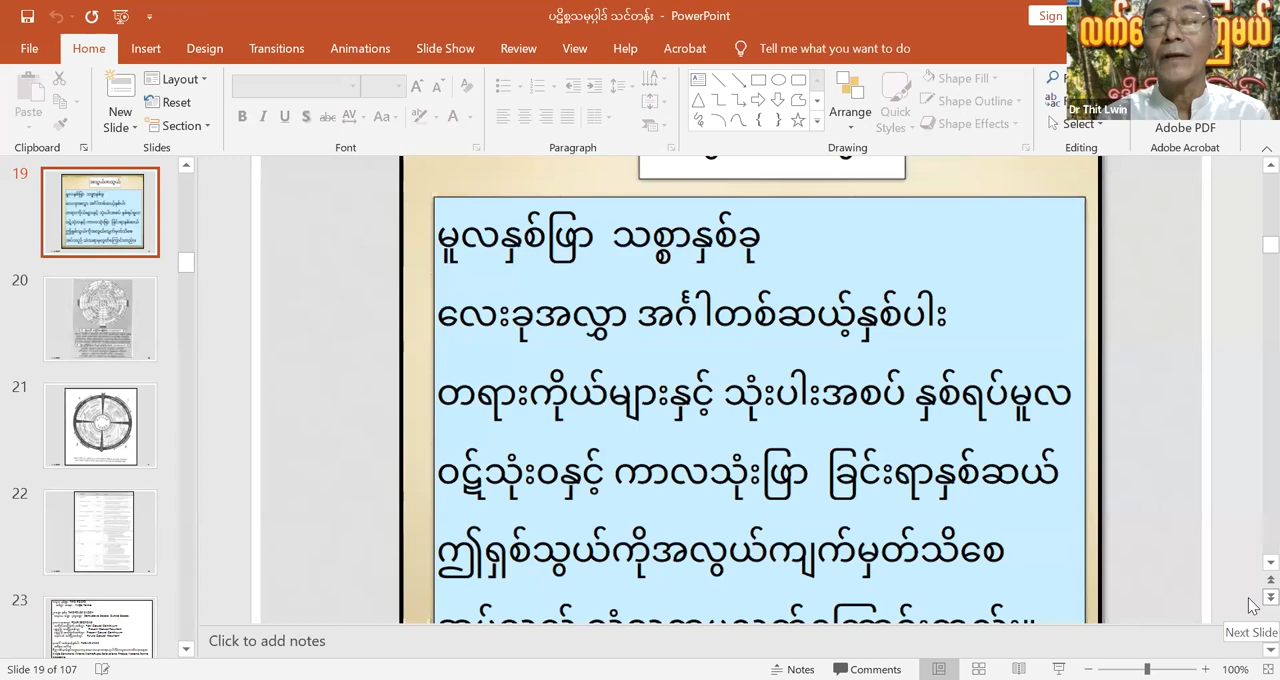 ပဋိစ္စသမုပ္ပါဒ် သင်တန်း - PowerPoint
Sign
File Home Insert Design Transitions Animations Slide Show Review View Help Acrobat Tell me what you want to do
Paste
New Slide
Layout
Reset
Section
Arrange
Quick Styles
Shape Fill
Shape Outline
Shape Effects
Select
Adobe PDF
Clipboard Slides Font Paragraph Drawing Editing Adobe Acrobat
Dr Thit Lwin
19
20
21
22
23
မူလနှစ်ဖြာ သစ္စာနှစ်ခု
လေးခုအလွှာ အင်္ဂါတစ်ဆယ့်နှစ်ပါး
တရားကိုယ်များနှင့် သုံးပါးအစပ် နှစ်ရပ်မူလ
ဝဋ်သုံးဝနှင့် ကာလသုံးဖြာ ခြင်းရာနှစ်ဆယ်
ဤရှစ်သွယ်ကိုအလွယ်ကျက်မှတ်သိစေ
Click to add notes
Next Slide
Slide 19 of 107 Notes Comments 100%